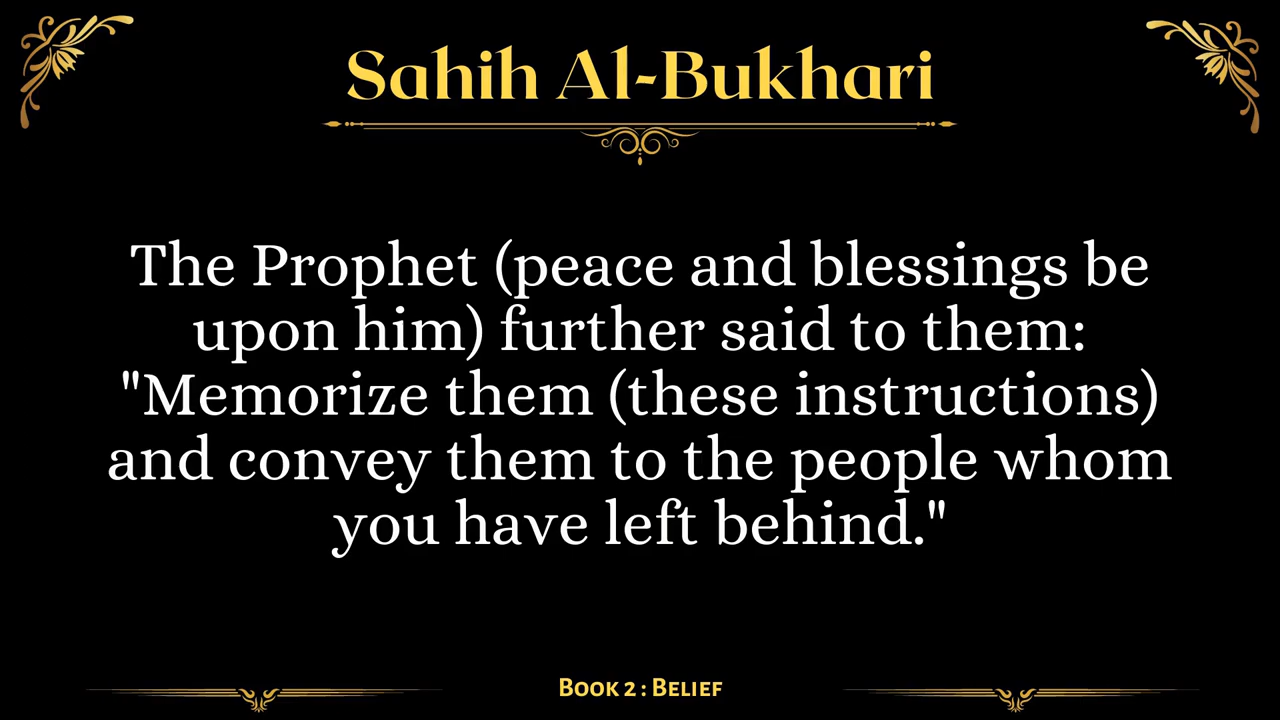 Sahih Al-Bukhari
The Prophet (peace and blessings be
upon him) further said to them:
"Memorize them (these instructions)
and convey them to the people whom
you have left behind."
Book 2 : Belief